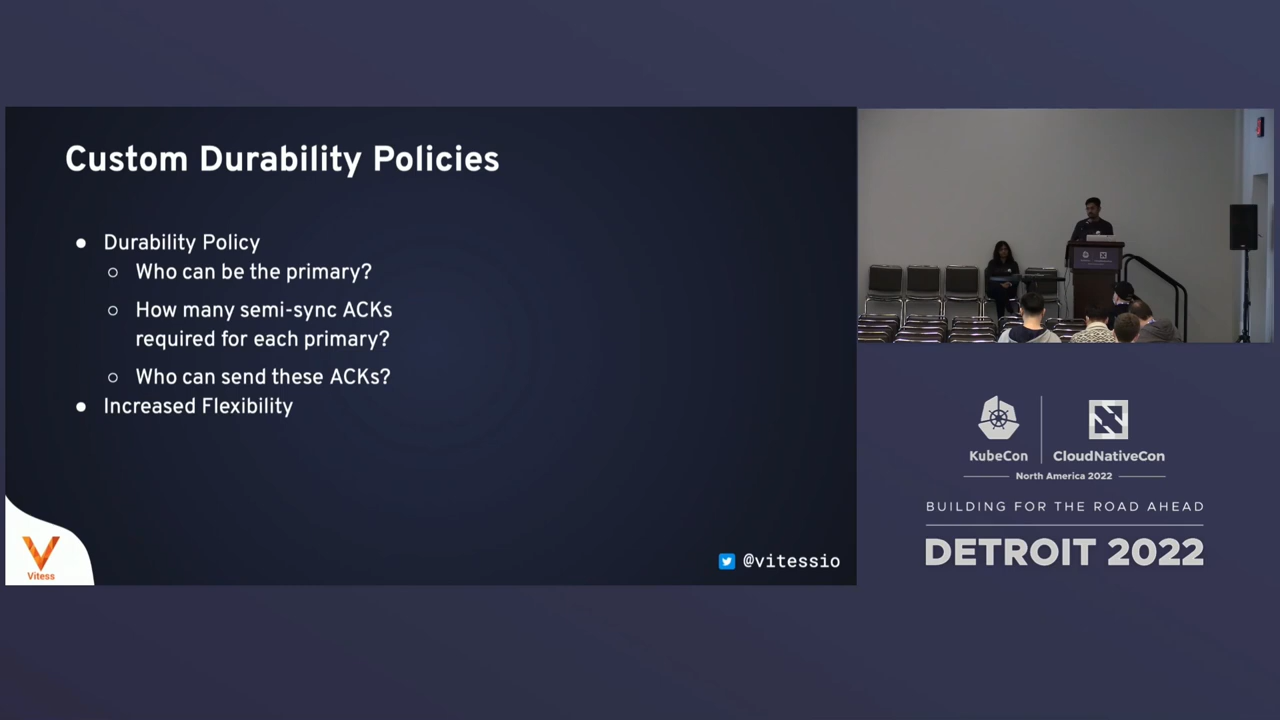 Custom Durability Policies
● Durability Policy
○ Who can be the primary?
○ How many semi-sync ACKs
required for each primary?
○ Who can send these ACKs?
● Increased Flexibility
Vitess
@vitessio
KubeCon
CloudNativeCon
North America 2022
BUILDING FOR THE ROAD AHEAD
DETROIT 2022